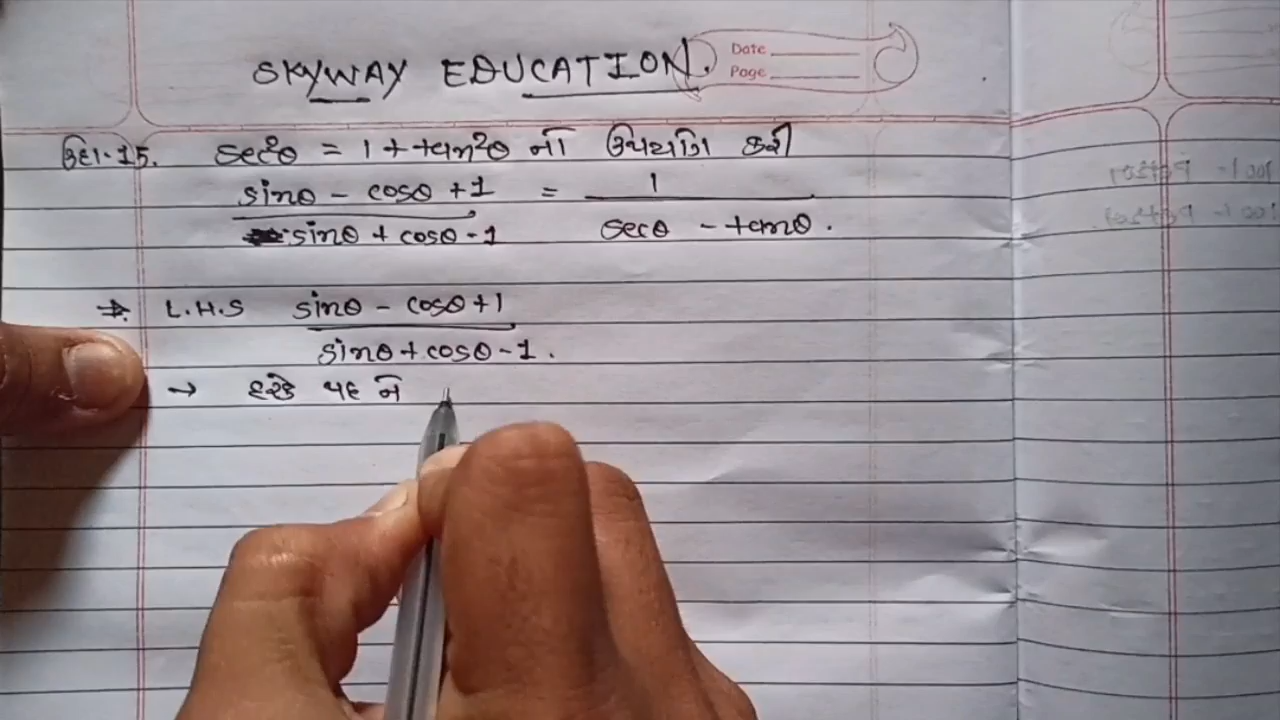 SKYWAY EDUCATION.
Date
Page
ઉદા-15. sec²θ = 1 + tan²θ નો ઉપયોગ કરી
sinθ - cosθ + 1 = 1
sinθ + cosθ - 1 secθ - tanθ.
L.H.S sinθ - cosθ + 1
sinθ + cosθ - 1.
→ દરેક પદ ને